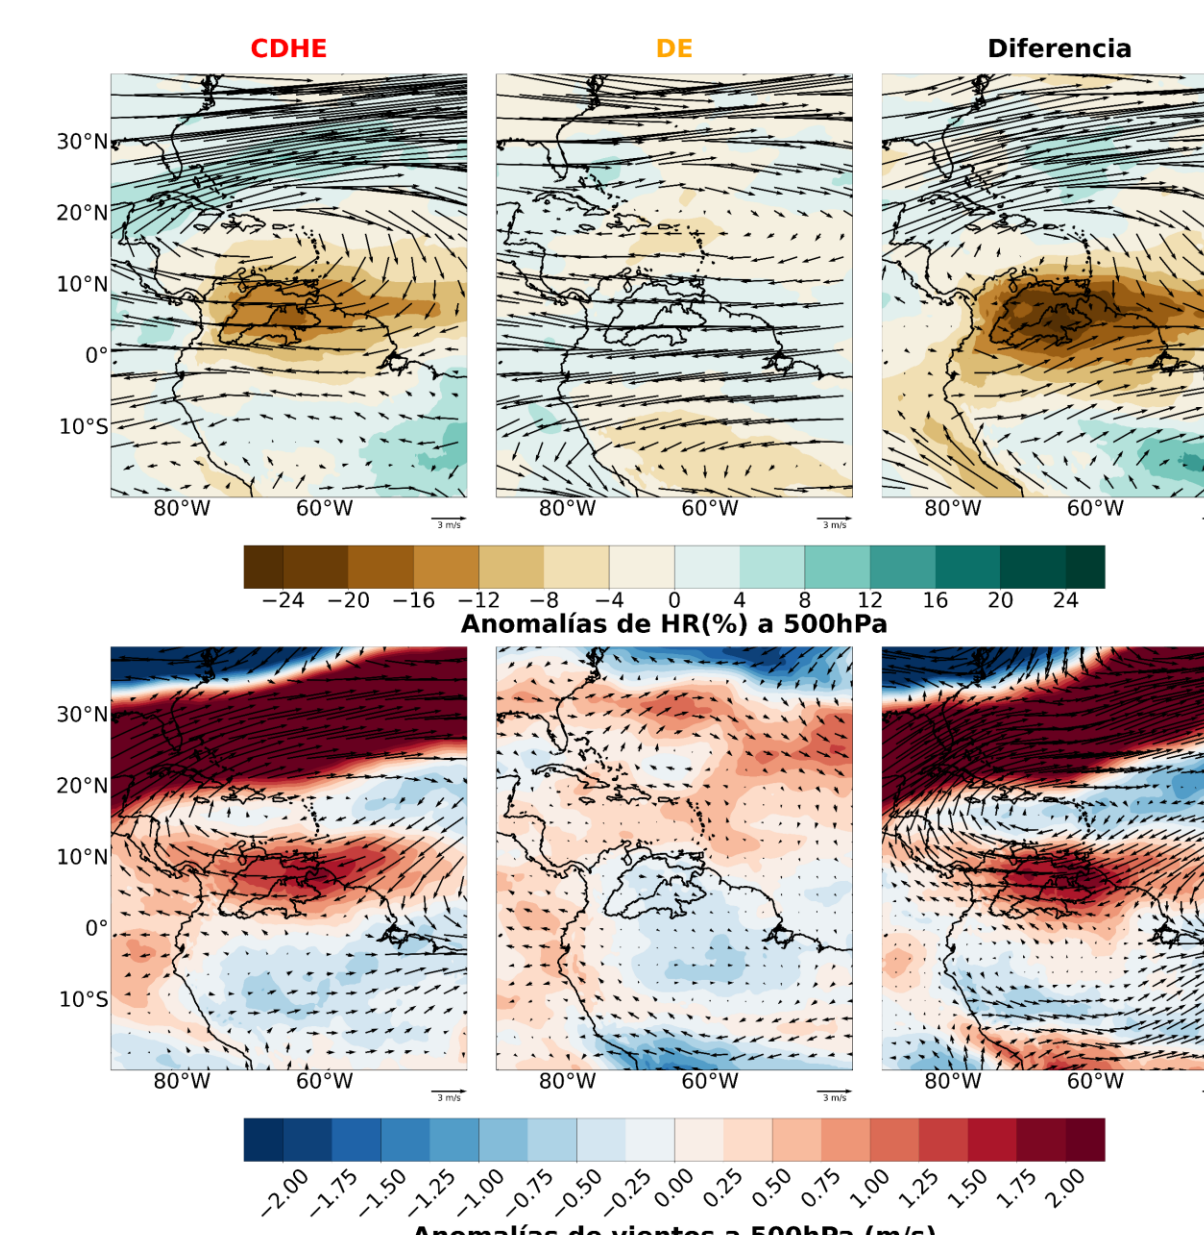 CDHE DE Diferencia
30°N
20°N
10°N
0°
10°S
80°W 60°W 80°W 60°W 80°W 60°W
3 m/s 3 m/s
−24 −20 −16 −12 −8 −4 0 4 8 12 16 20 24
Anomalías de HR(%) a 500hPa
30°N
20°N
10°N
0°
10°S
80°W 60°W 80°W 60°W 80°W 60°W
3 m/s 3 m/s
−2.00 −1.75 −1.50 −1.25 −1.00 −0.75 −0.50 −0.25 0.00 0.25 0.50 0.75 1.00 1.25 1.50 1.75 2.00
Anomalías de vientos a 500hPa (m/s)